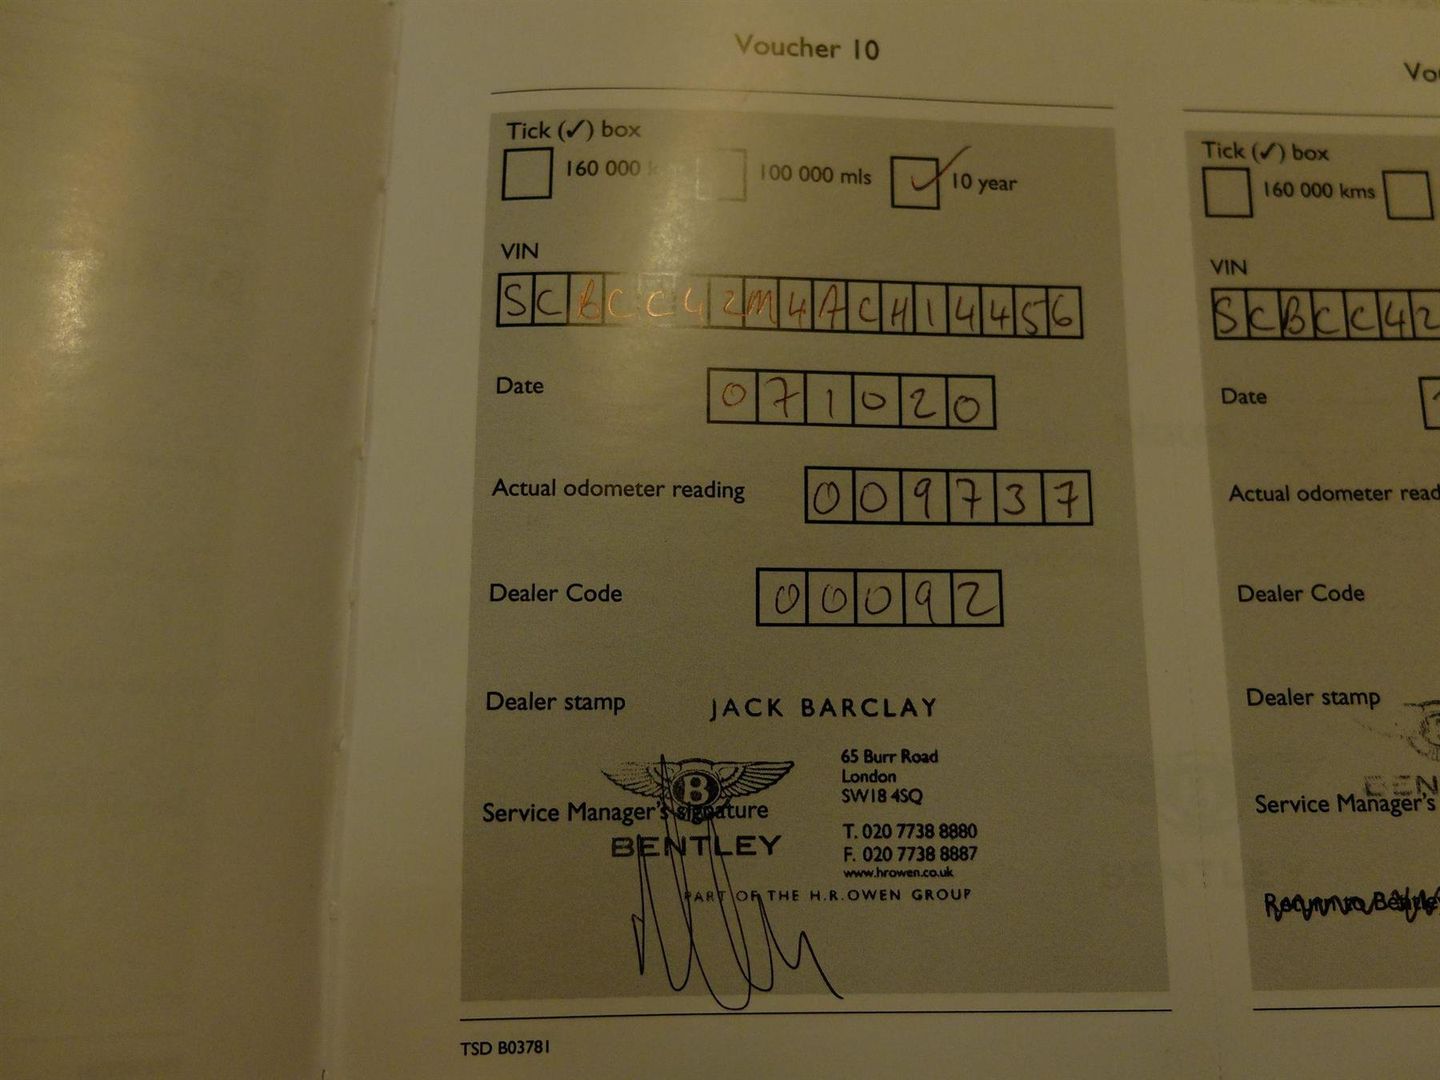 Voucher 10
Tick (✓) box
160 000 k
100 000 mls
✓ 10 year
VIN
SCBCC42M4ACH14456
Date 071020
Actual odometer reading 009737
Dealer Code 00092
Dealer stamp
JACK BARCLAY
65 Burr Road
London
SW18 4SQ
Service Manager's signature
BENTLEY
T. 020 7738 8880
F. 020 7738 8887
www.hrowen.co.uk
PART OF THE H.R. OWEN GROUP
TSD B03781
Vo
Tick (✓) box
160 000 kms
VIN
SCBCC42
Date
Actual odometer read
Dealer Code
Dealer stamp
BEN
Service Manager's